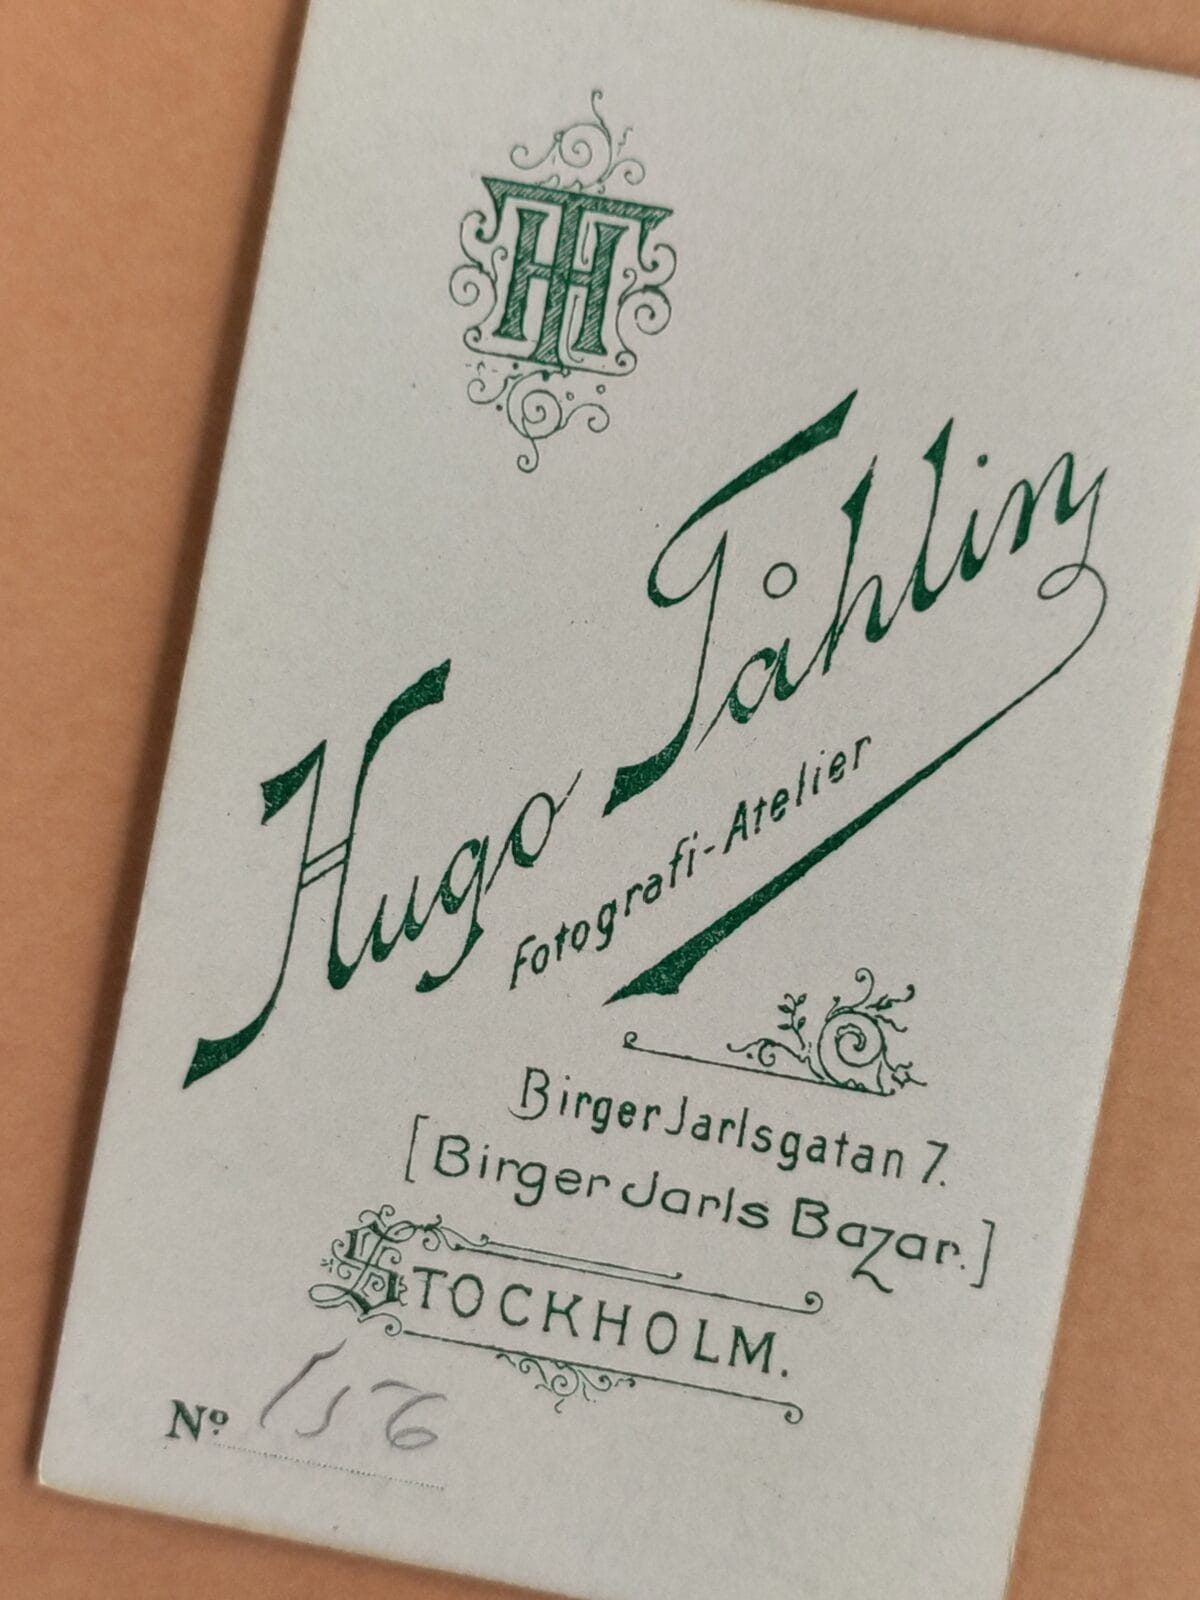 HT
Hugo Tåhlin
Fotografi-Atelier
Birger Jarlsgatan 7.
[Birger Jarls Bazar.]
STOCKHOLM.
No. 156